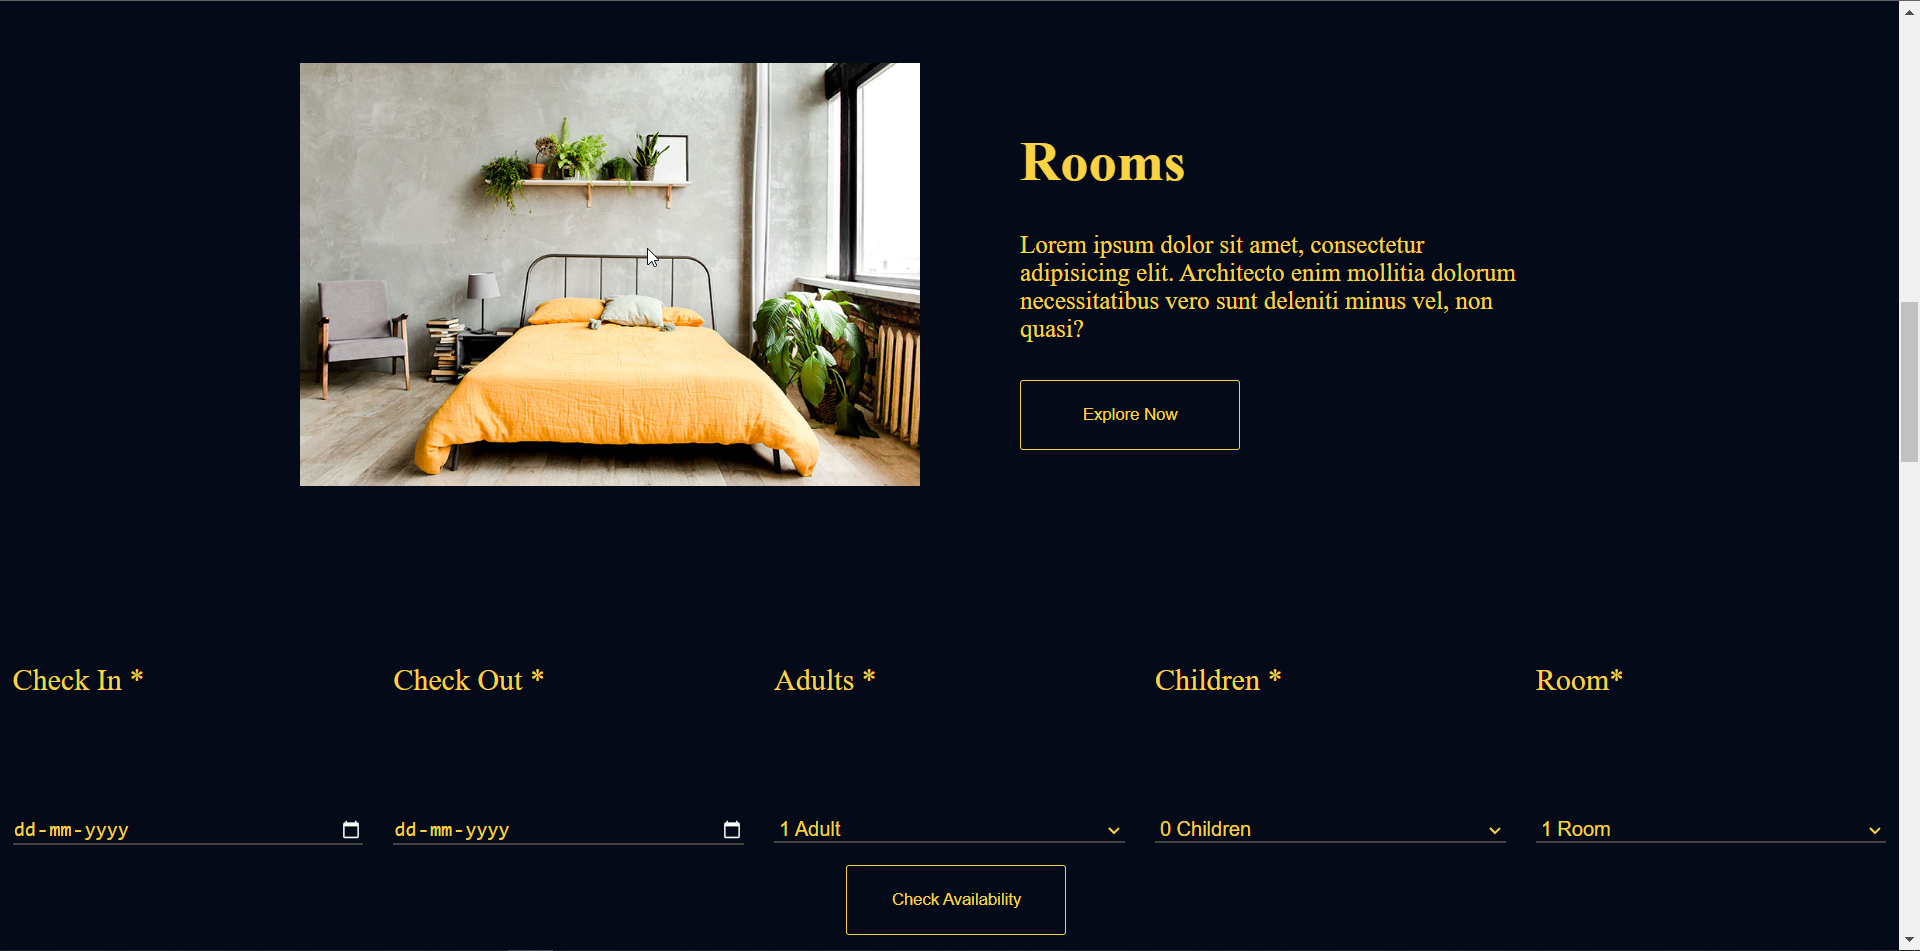 Rooms
Lorem ipsum dolor sit amet, consectetur
adipisicing elit. Architecto enim mollitia dolorum
necessitatibus vero sunt deleniti minus vel, non
quasi?
Explore Now
Check In *
Check Out *
Adults *
Children *
Room*
dd-mm-yyyy
dd-mm-yyyy
1 Adult
0 Children
1 Room
Check Availability